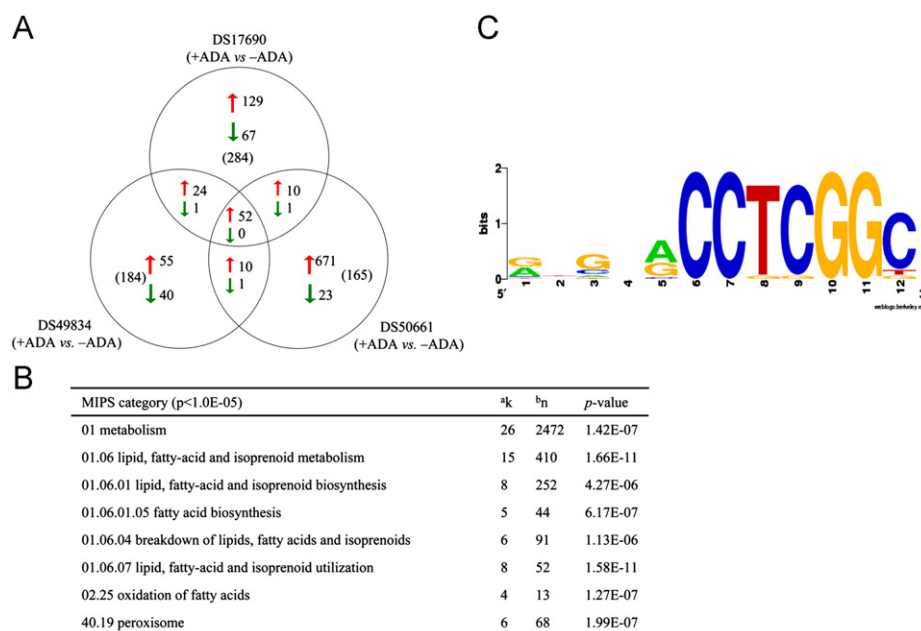 A
DS17690
(+ADA vs –ADA)
129
67
(284)
24
1
10
1
52
0
55
(184)
40
10
1
671
(165)
23
DS49834
(+ADA vs. –ADA)
DS50661
(+ADA vs. –ADA)
C
2
bits
1
0
A
G
G
C
A
G
CCTCGGC
T
5′
1 2 3 4 5 6 7 8 9 10 11 12
weblogo.berkeley.e
B
MIPS category (p<1.0E-05) ak bn p-value
01 metabolism 26 2472 1.42E-07
01.06 lipid, fatty-acid and isoprenoid metabolism 15 410 1.66E-11
01.06.01 lipid, fatty-acid and isoprenoid biosynthesis 8 252 4.27E-06
01.06.01.05 fatty acid biosynthesis 5 44 6.17E-07
01.06.04 breakdown of lipids, fatty acids and isoprenoids 6 91 1.13E-06
01.06.07 lipid, fatty-acid and isoprenoid utilization 8 52 1.58E-11
02.25 oxidation of fatty acids 4 13 1.27E-07
40.19 peroxisome 6 68 1.99E-07